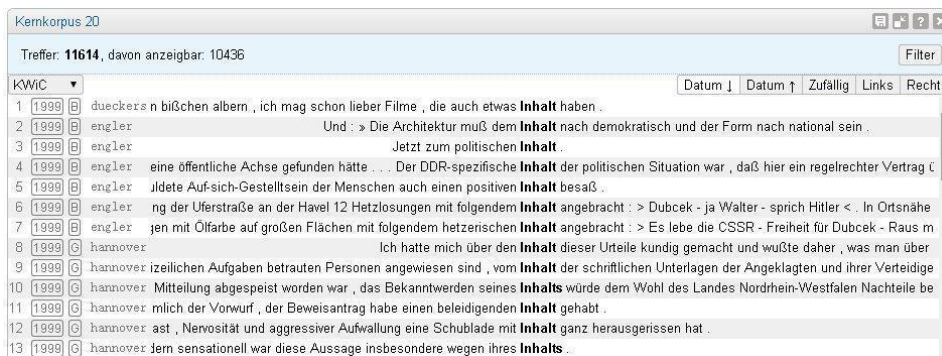 Kernkorpus 20
Treffer: 11614, davon anzeigbar: 10436 Filter
KWiC Datum ↓ Datum ↑ Zufällig Links Recht
1 1999 B dueckers n bißchen albern , ich mag schon lieber Filme , die auch etwas Inhalt haben .
2 1999 B engler Und : » Die Architektur muß dem Inhalt nach demokratisch und der Form nach national sein .
3 1999 B engler Jetzt zum politischen Inhalt .
4 1999 B engler eine öffentliche Achse gefunden hätte . . . Der DDR-spezifische Inhalt der politischen Situation war , daß hier ein regelrechter Vertrag ü
5 1999 B engler uldete Auf-sich-Gestelltsein der Menschen auch einen positiven Inhalt besaß .
6 1999 B engler ng der Uferstraße an der Havel 12 Hetzlosungen mit folgendem Inhalt angebracht : > Dubcek - ja Walter - sprich Hitler < . In Ortsnähe
7 1999 B engler gen mit Ölfarbe auf großen Flächen mit folgendem hetzerischen Inhalt angebracht : > Es lebe die CSSR - Freiheit für Dubcek - Raus m
8 1999 G hannover Ich hatte mich über den Inhalt dieser Urteile kundig gemacht und wußte daher , was man über
9 1999 G hannover izeilichen Aufgaben betrauten Personen angewiesen sind , vom Inhalt der schriftlichen Unterlagen der Angeklagten und ihrer Verteidige
10 1999 G hannover Mitteilung abgespeist worden war , das Bekanntwerden seines Inhalts würde dem Wohl des Landes Nordrhein-Westfalen Nachteile be
11 1999 G hannover mlich der Vorwurf , der Beweisantrag habe einen beleidigenden Inhalt gehabt .
12 1999 G hannover ast , Nervosität und aggressiver Aufwallung eine Schublade mit Inhalt ganz herausgerissen hat .
13 1999 G hannover dern sensationell war diese Aussage insbesondere wegen ihres Inhalts .